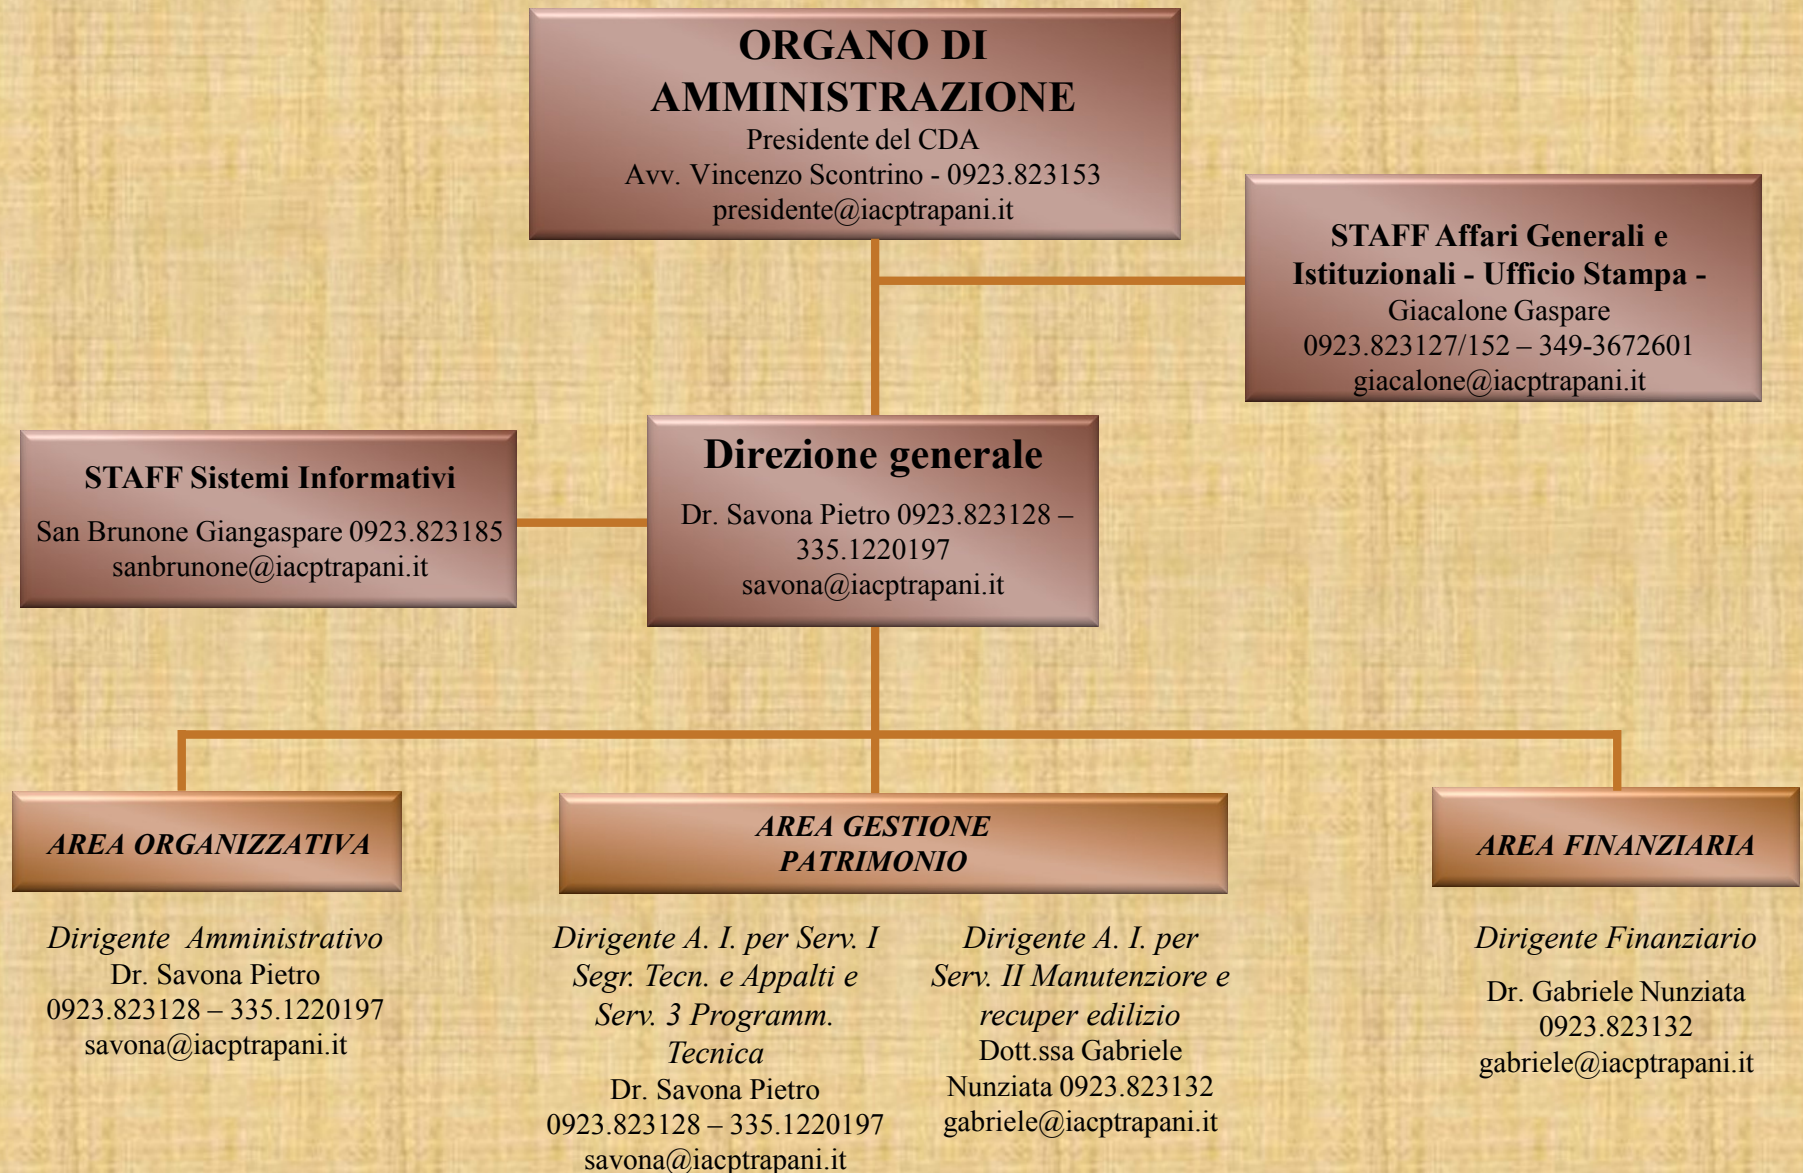 ORGANO DI
AMMINISTRAZIONE
Presidente del CDA
Avv. Vincenzo Scontrino - 0923.823153
presidente@iacptrapani.it
STAFF Affari Generali e
Istituzionali - Ufficio Stampa -
Giacalone Gaspare
0923.823127/152 – 349-3672601
giacalone@iacptrapani.it
STAFF Sistemi Informativi
San Brunone Giangaspare 0923.823185
sanbrunone@iacptrapani.it
Direzione generale
Dr. Savona Pietro 0923.823128 –
335.1220197
savona@iacptrapani.it
AREA ORGANIZZATIVA
Dirigente Amministrativo
Dr. Savona Pietro
0923.823128 – 335.1220197
savona@iacptrapani.it
AREA GESTIONE
PATRIMONIO
Dirigente A. I. per Serv. I
Segr. Tecn. e Appalti e
Serv. 3 Programm.
Tecnica
Dr. Savona Pietro
0923.823128 – 335.1220197
savona@iacptrapani.it
Dirigente A. I. per
Serv. II Manutenziore e
recuper edilizio
Dott.ssa Gabriele
Nunziata 0923.823132
gabriele@iacptrapani.it
AREA FINANZIARIA
Dirigente Finanziario
Dr. Gabriele Nunziata
0923.823132
gabriele@iacptrapani.it